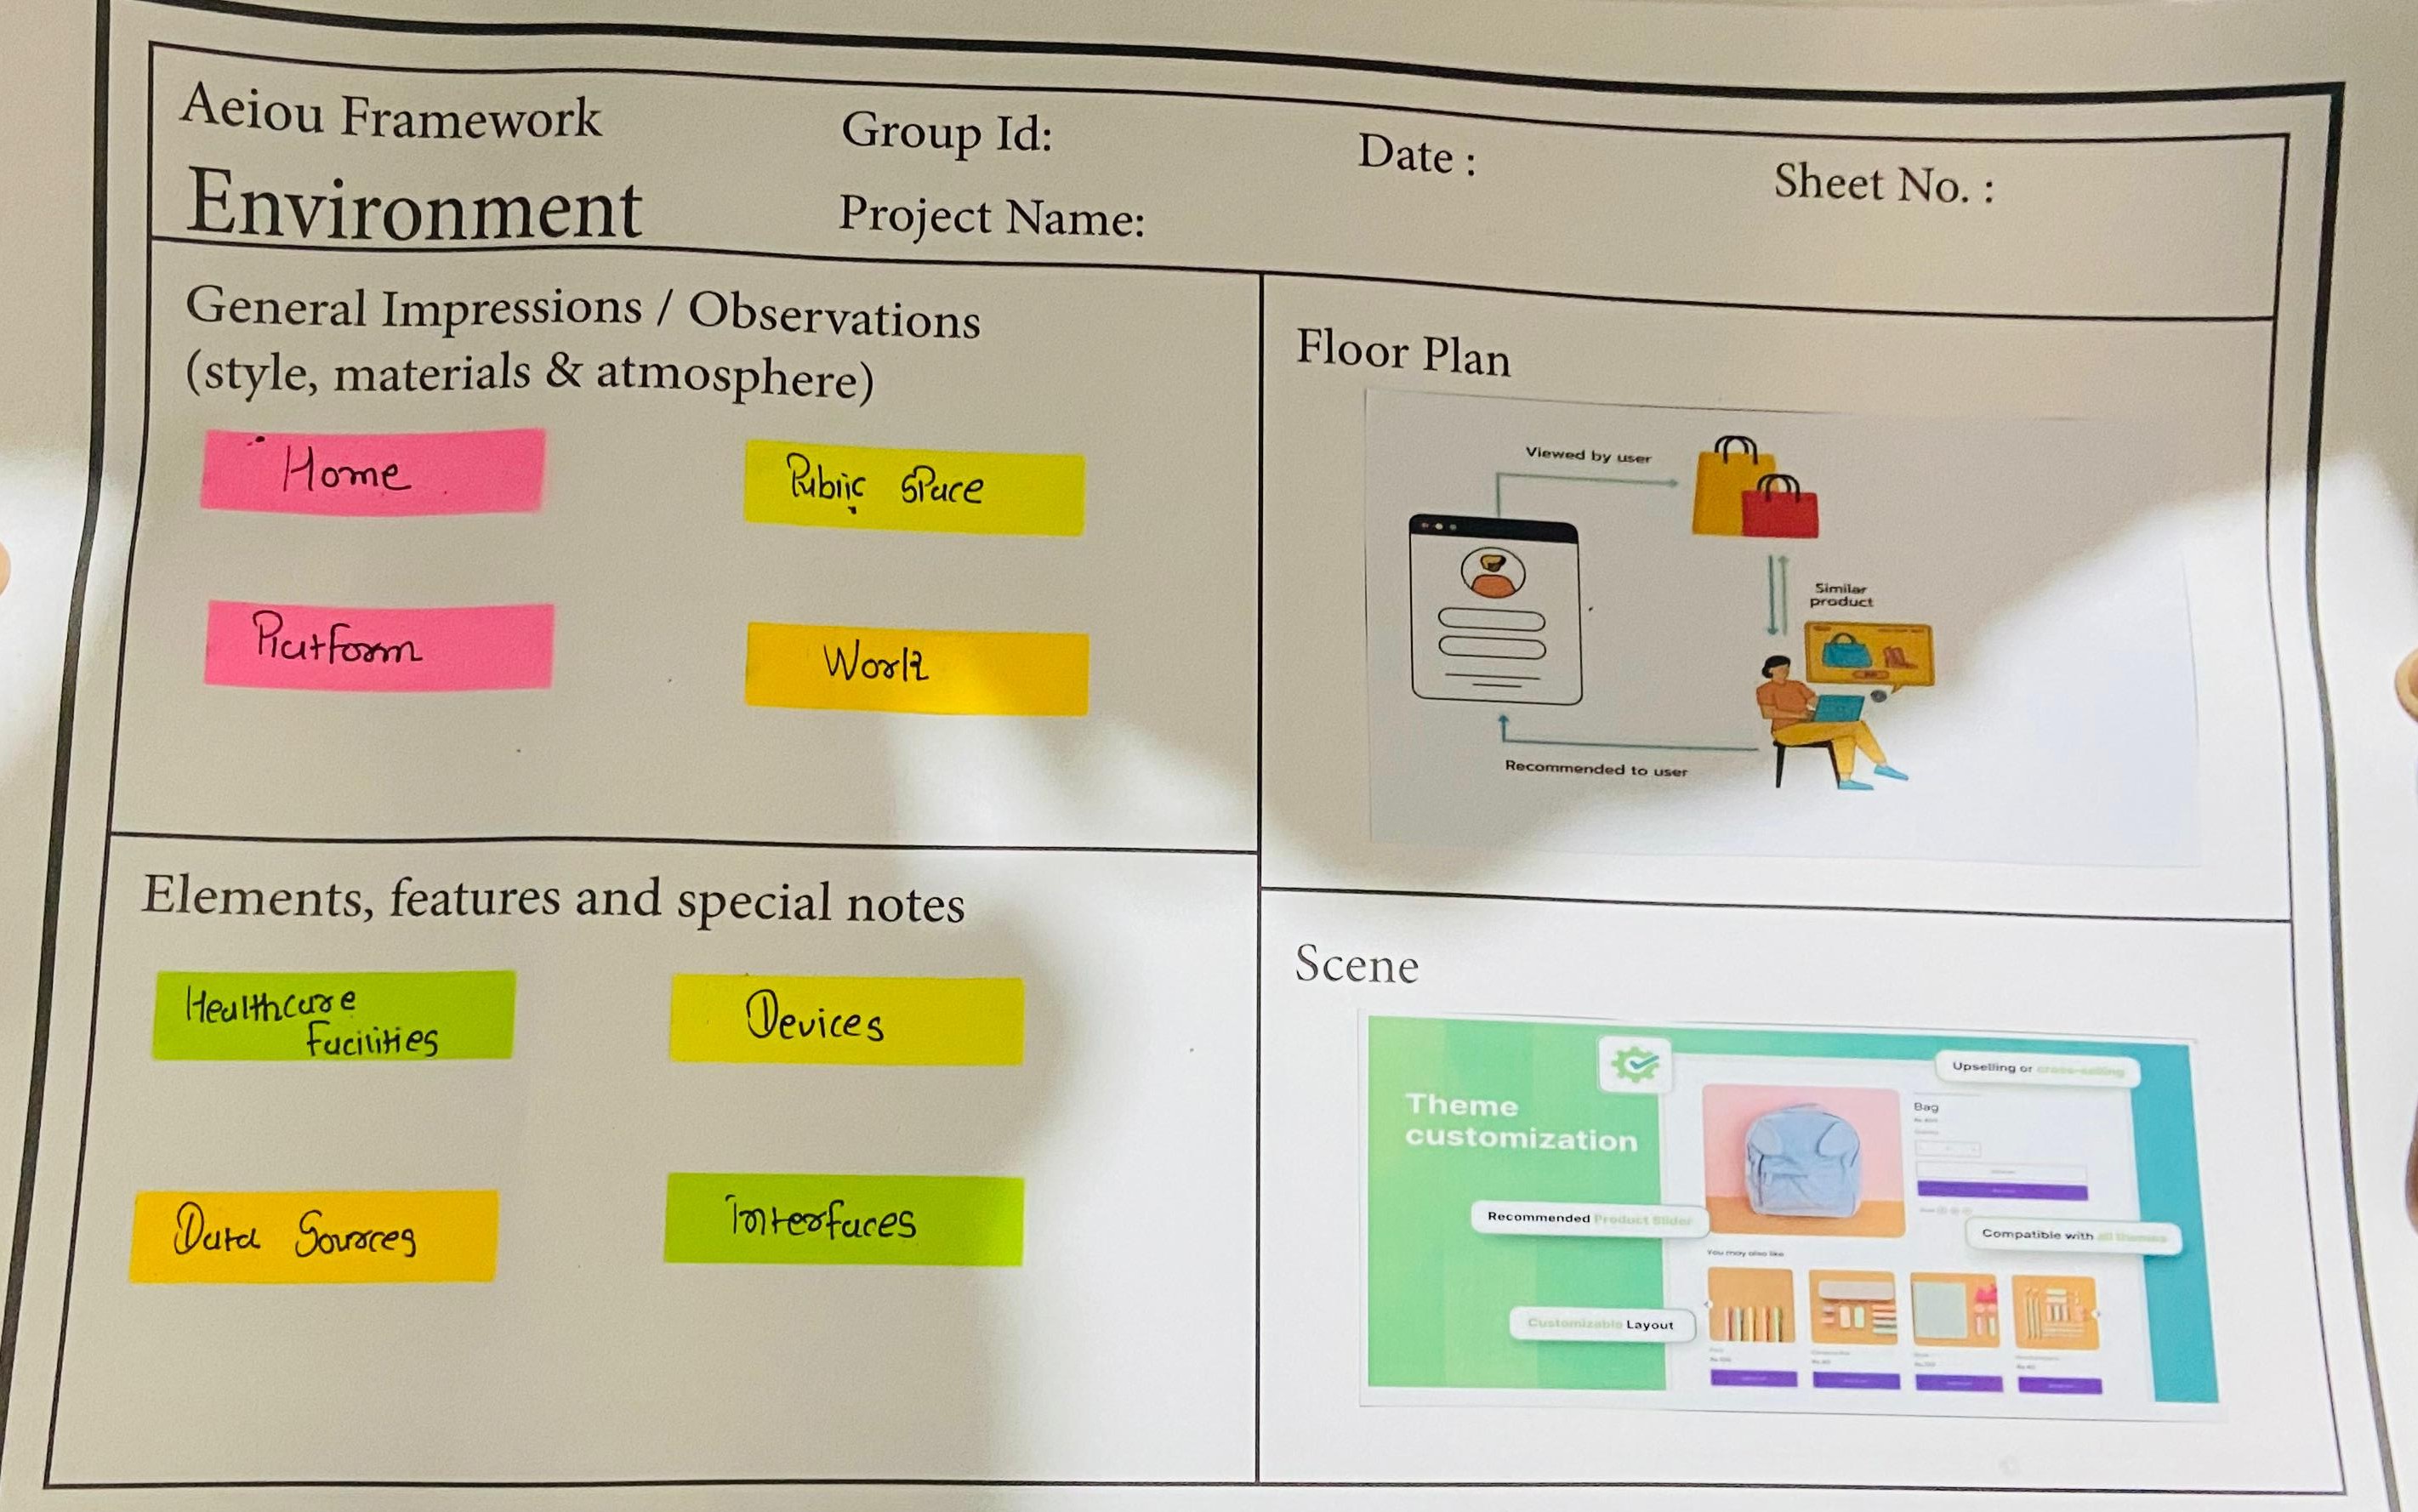 Aeiou Framework
Environment
Group Id:
Project Name:
Date :
Sheet No. :
General Impressions / Observations
(style, materials & atmosphere)
Home
Public Space
Platform
Work
Elements, features and special notes
Healthcare
Facilities
Devices
Data Sources
Interfaces
Floor Plan
Viewed by user
Similar
product
Recommended to user
Scene
Theme
customization
Upselling or cross-selling
Bag
Recommended Product Slider
Compatible with all themes
You may also like
Customizable Layout